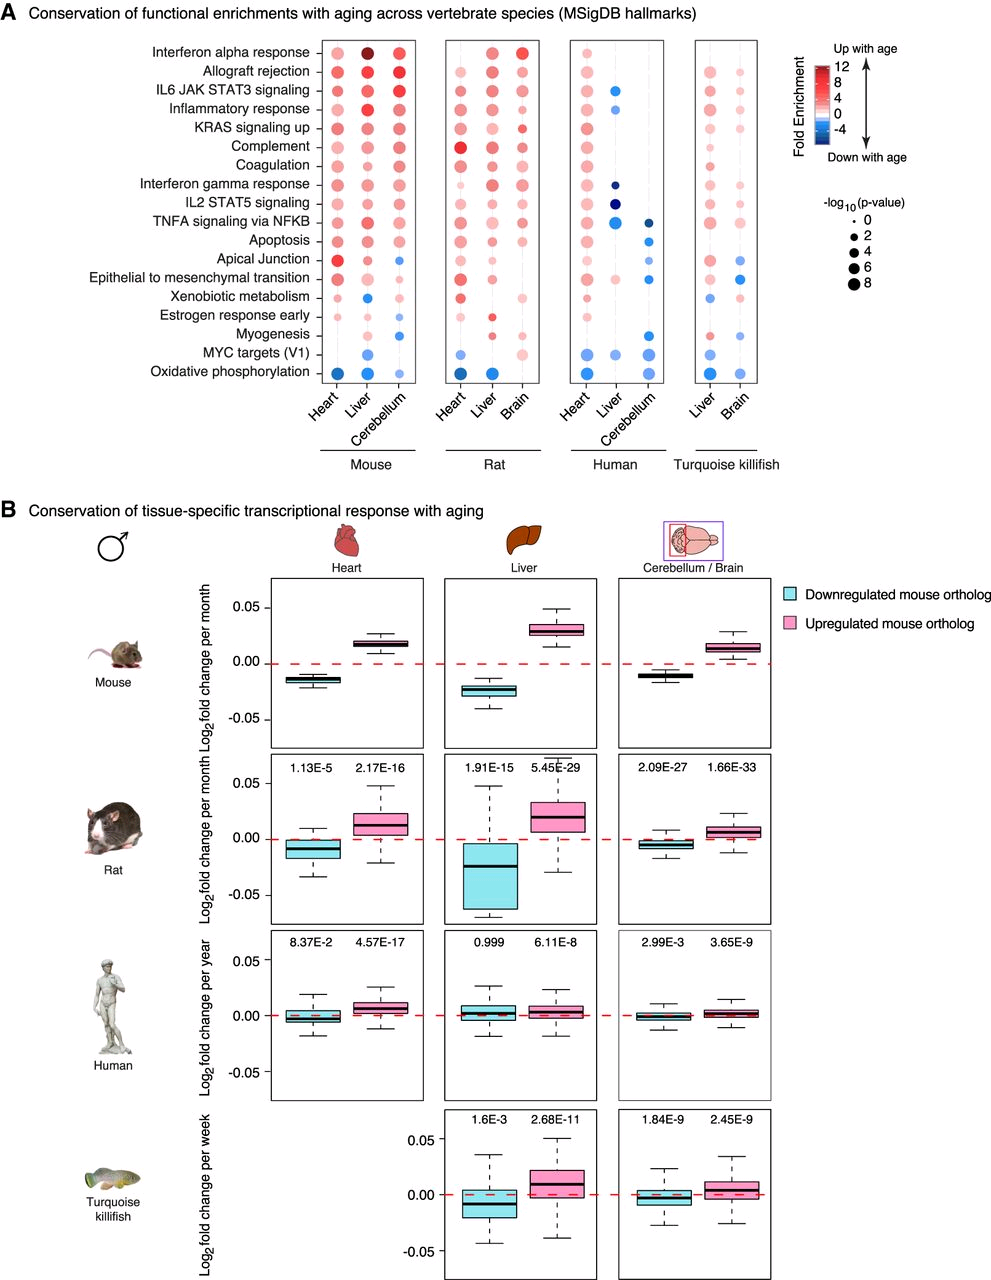 A Conservation of functional enrichments with aging across vertebrate species (MSigDB hallmarks)
Interferon alpha response
Allograft rejection
IL6 JAK STAT3 signaling
Inflammatory response
KRAS signaling up
Complement
Coagulation
Interferon gamma response
IL2 STAT5 signaling
TNFA signaling via NFKB
Apoptosis
Apical Junction
Epithelial to mesenchymal transition
Xenobiotic metabolism
Estrogen response early
Myogenesis
MYC targets (V1)
Oxidative phosphorylation
Heart Liver Cerebellum
Heart Liver Brain
Heart Liver Cerebellum
Liver Brain
Mouse Rat Human Turquoise killifish
Up with age
Fold Enrichment
12
8
4
0
-4
Down with age
-log10(p-value)
0
2
4
6
8
B Conservation of tissue-specific transcriptional response with aging
Heart Liver Cerebellum / Brain
Downregulated mouse ortholog
Upregulated mouse ortholog
Mouse
Log2fold change per month
0.05
0.00
-0.05
Rat
Log2fold change per month
0.05
0.00
-0.05
1.13E-5 2.17E-16 1.91E-15 5.45E-29 2.09E-27 1.66E-33
Human
Log2fold change per year
0.05
0.00
-0.05
8.37E-2 4.57E-17 0.999 6.11E-8 2.99E-3 3.65E-9
Turquoise
killifish
Log2fold change per week
0.05
0.00
-0.05
1.6E-3 2.68E-11 1.84E-9 2.45E-9